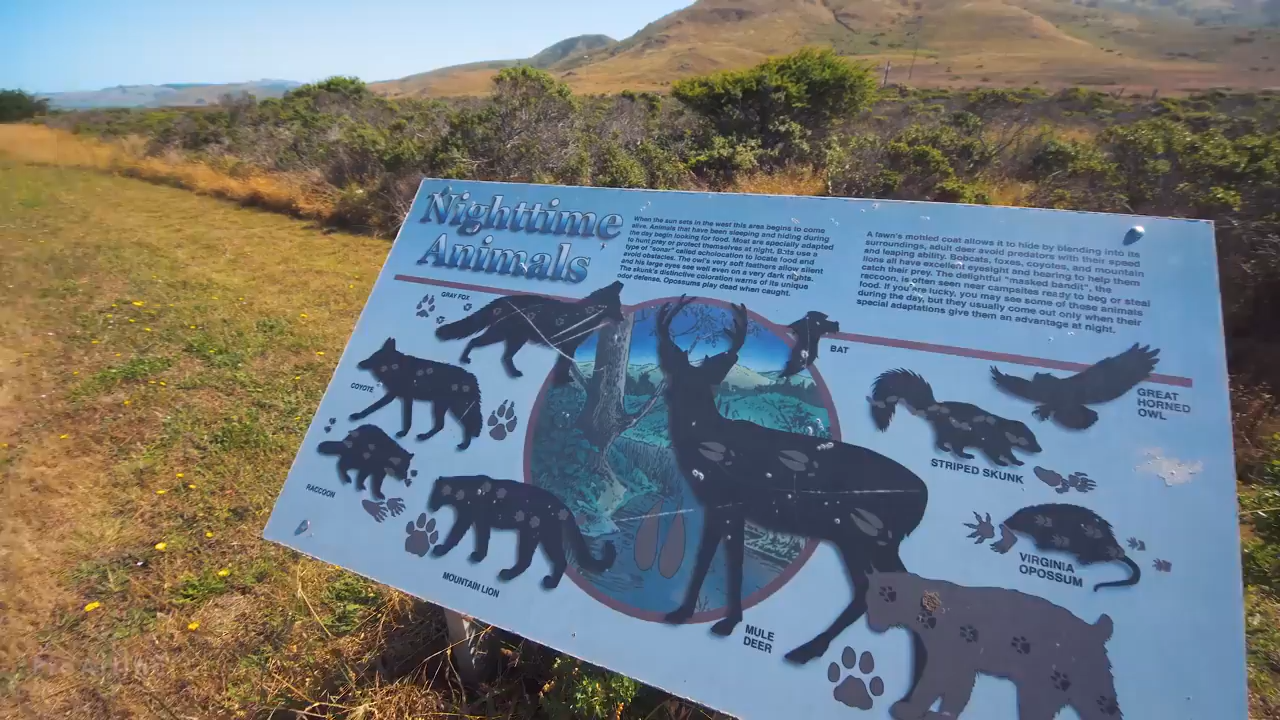 Nighttime
Animals
When the sun sets in the west this area begins to come
alive. Animals that have been sleeping and hiding during
the day begin looking for food. Most are specially adapted
to hunt prey or protect themselves at night. Bats use a
type of "sonar" called echolocation to locate food and
avoid obstacles. The owl's very soft feathers allow silent
and his large eyes see well even on a very dark nights.
The skunk's distinctive coloration warns of its unique
odor defense. Opossums play dead when caught.
A fawn's mottled coat allows it to hide by blending into its
surroundings, adult deer avoid predators with their speed
and leaping ability. Bobcats, foxes, coyotes, and mountain
lions all have excellent eyesight and hearing to help them
catch their prey. The delightful "masked bandit", the
raccoon, is often seen near campsites ready to beg or steal
food. If you are lucky, you may see some of those animals
during the day, but they usually come out only when their
special adaptations give them an advantage at night.
GRAY FOX
BAT
COYOTE
GREAT
HORNED
OWL
STRIPED SKUNK
RACCOON
VIRGINIA
OPOSSUM
MOUNTAIN LION
MULE
DEER